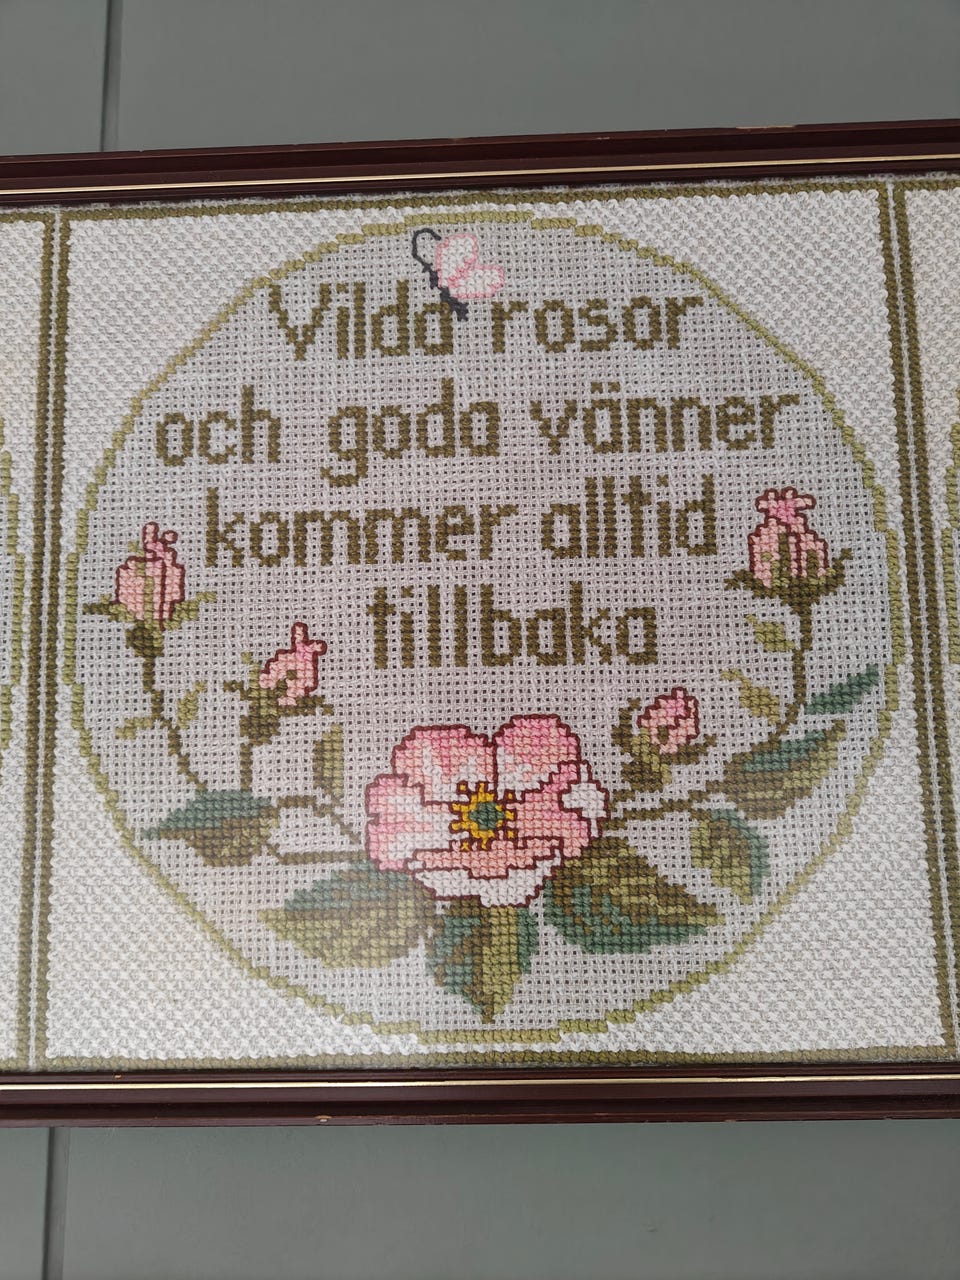 Vilda rosor
och goda vänner
kommer alltid
tillbaka